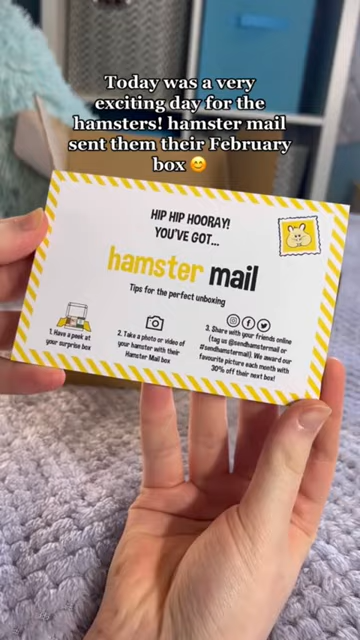 Today was a very
exciting day for the
hamsters! hamster mail
sent them their February
box 😊
HIP HIP HOORAY!
YOU'VE GOT...
hamster mail
Tips for the perfect unboxing
1. Have a peek at
your surprise box
2. Take a photo or video of
your hamster with their
Hamster Mail box
3. Share with your friends online
(tag us @sendhamstermail or
#sendhamstermail). We award our
favourite picture each month with
30% off their next box!